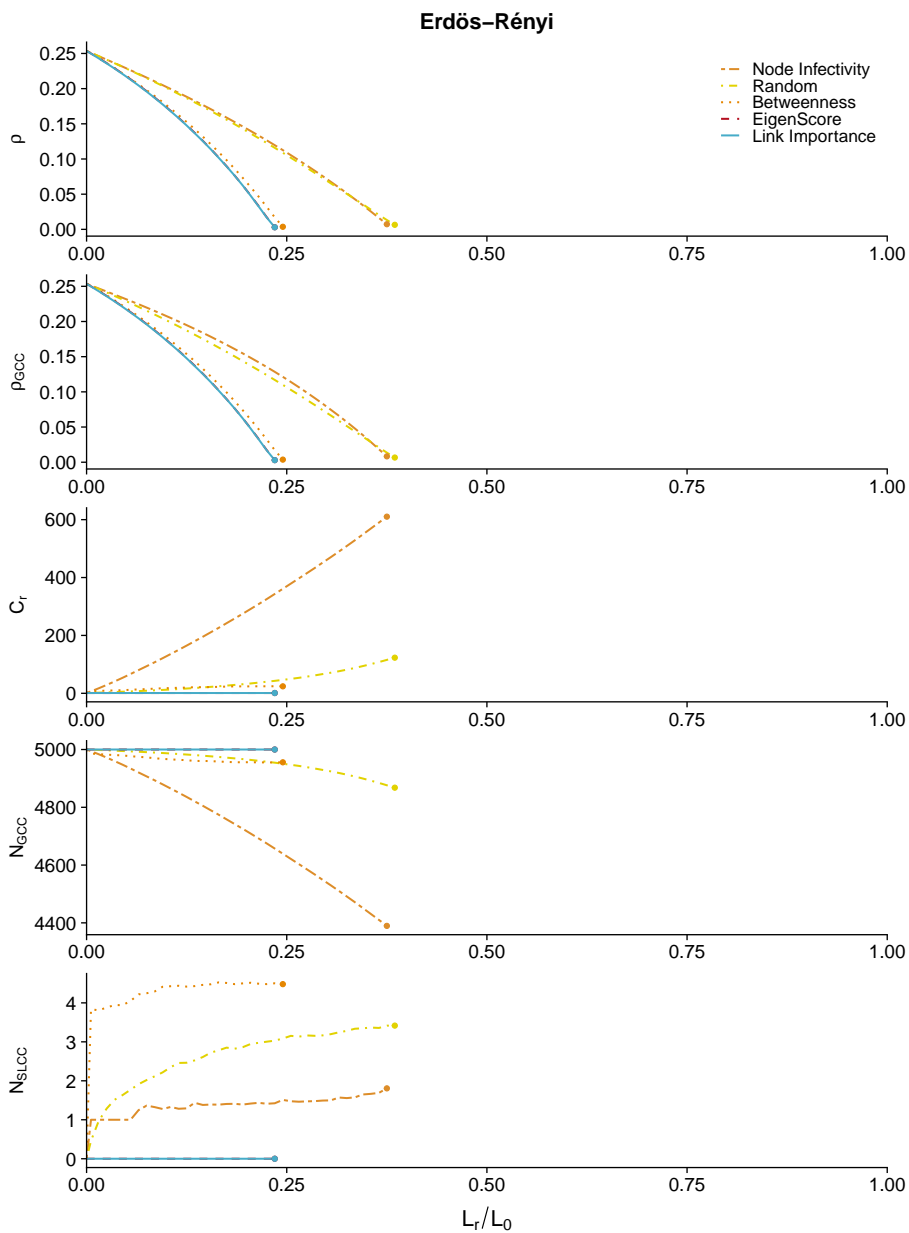 Erdös−Rényi
Node Infectivity
Random
Betweenness
EigenScore
Link Importance
ρ
0.25
0.20
0.15
0.10
0.05
0.00
0.00 0.25 0.50 0.75 1.00
ρGCC
0.25
0.20
0.15
0.10
0.05
0.00
0.00 0.25 0.50 0.75 1.00
Cr
600
400
200
0
0.00 0.25 0.50 0.75 1.00
NGCC
5000
4800
4600
4400
0.00 0.25 0.50 0.75 1.00
NSLCC
4
3
2
1
0
0.00 0.25 0.50 0.75 1.00
Lr/L0